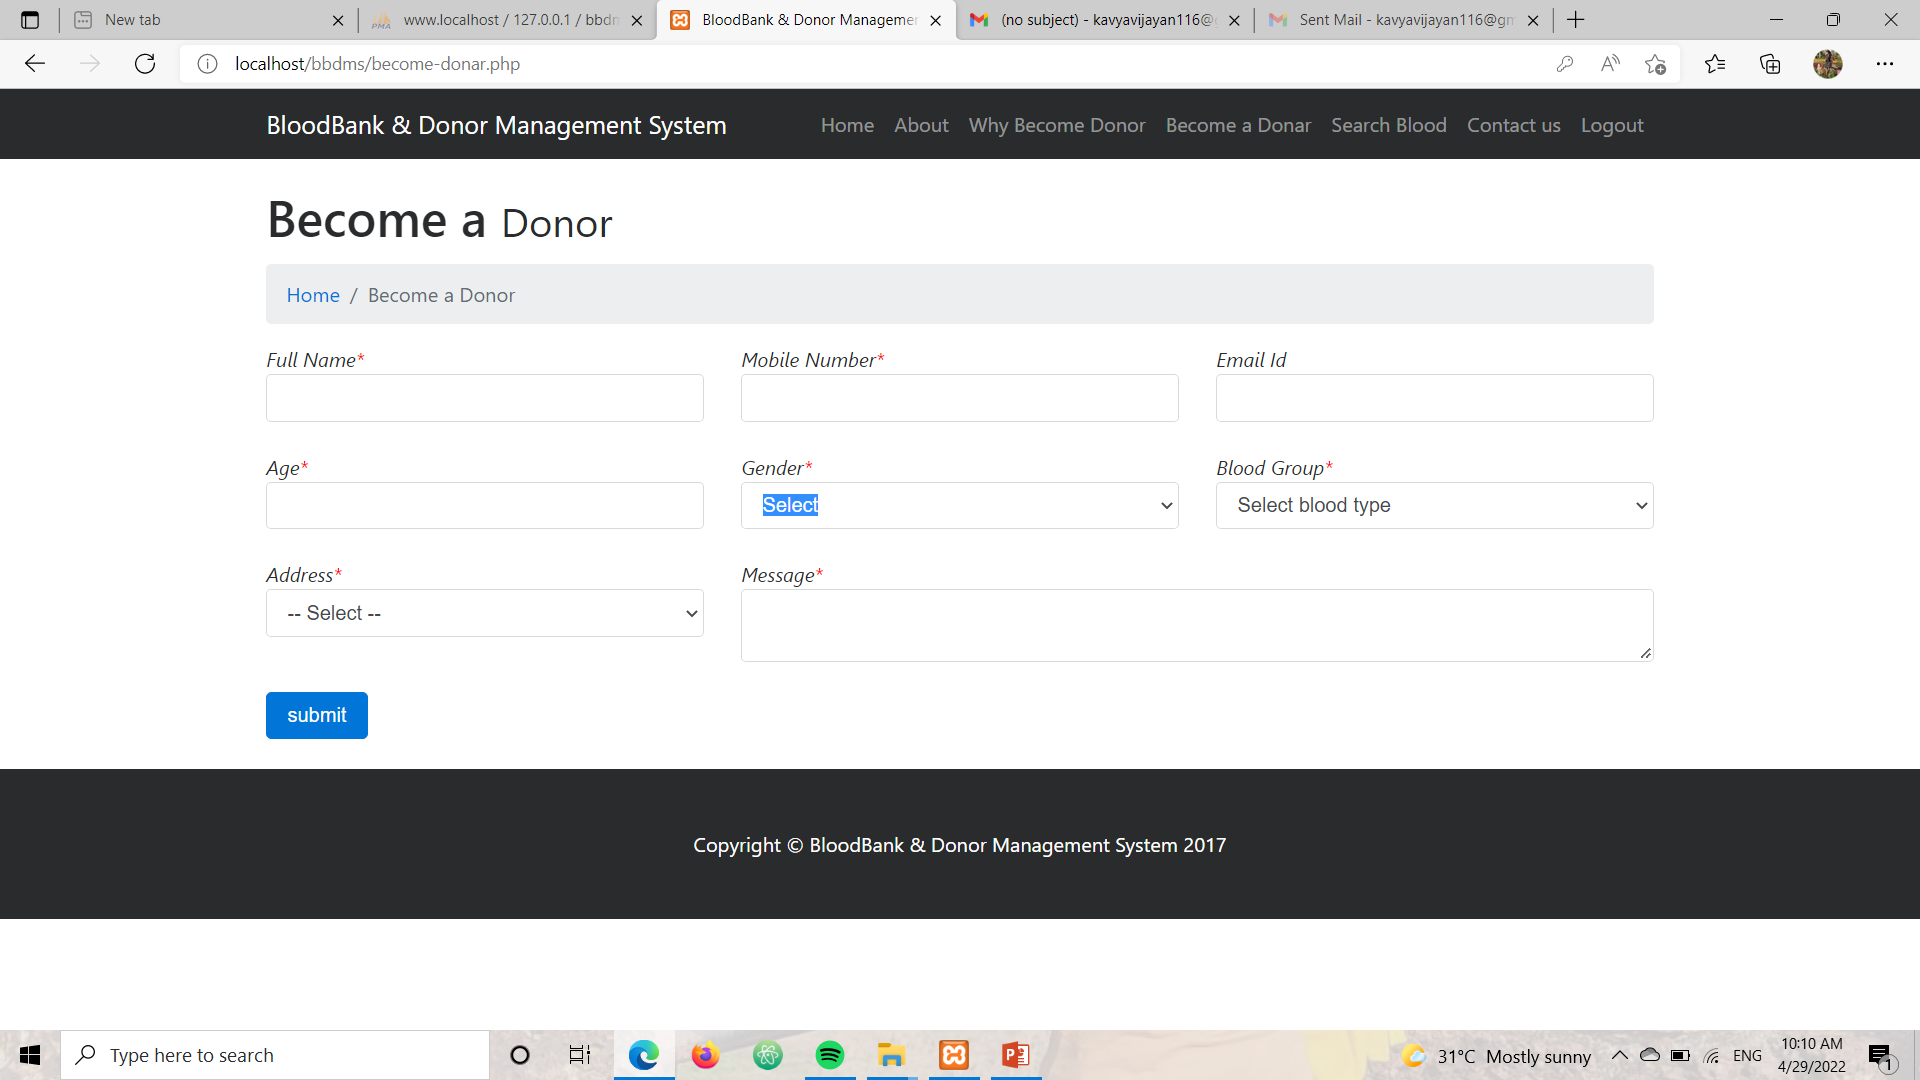 New tab
www.localhost / 127.0.0.1 / bbdn
BloodBank & Donor Managemer
(no subject) - kavyavijayan116@
Sent Mail - kavyavijayan116@gm
localhost/bbdms/become-donar.php
BloodBank & Donor Management System
Home About Why Become Donor Become a Donar Search Blood Contact us Logout
Become a Donor
Home / Become a Donor
Full Name* Mobile Number* Email Id
Age* Gender* Blood Group*
Select Select blood type
Address* Message*
-- Select --
submit
Copyright © BloodBank & Donor Management System 2017
Type here to search
31°C Mostly sunny
ENG
10:10 AM
4/29/2022
1